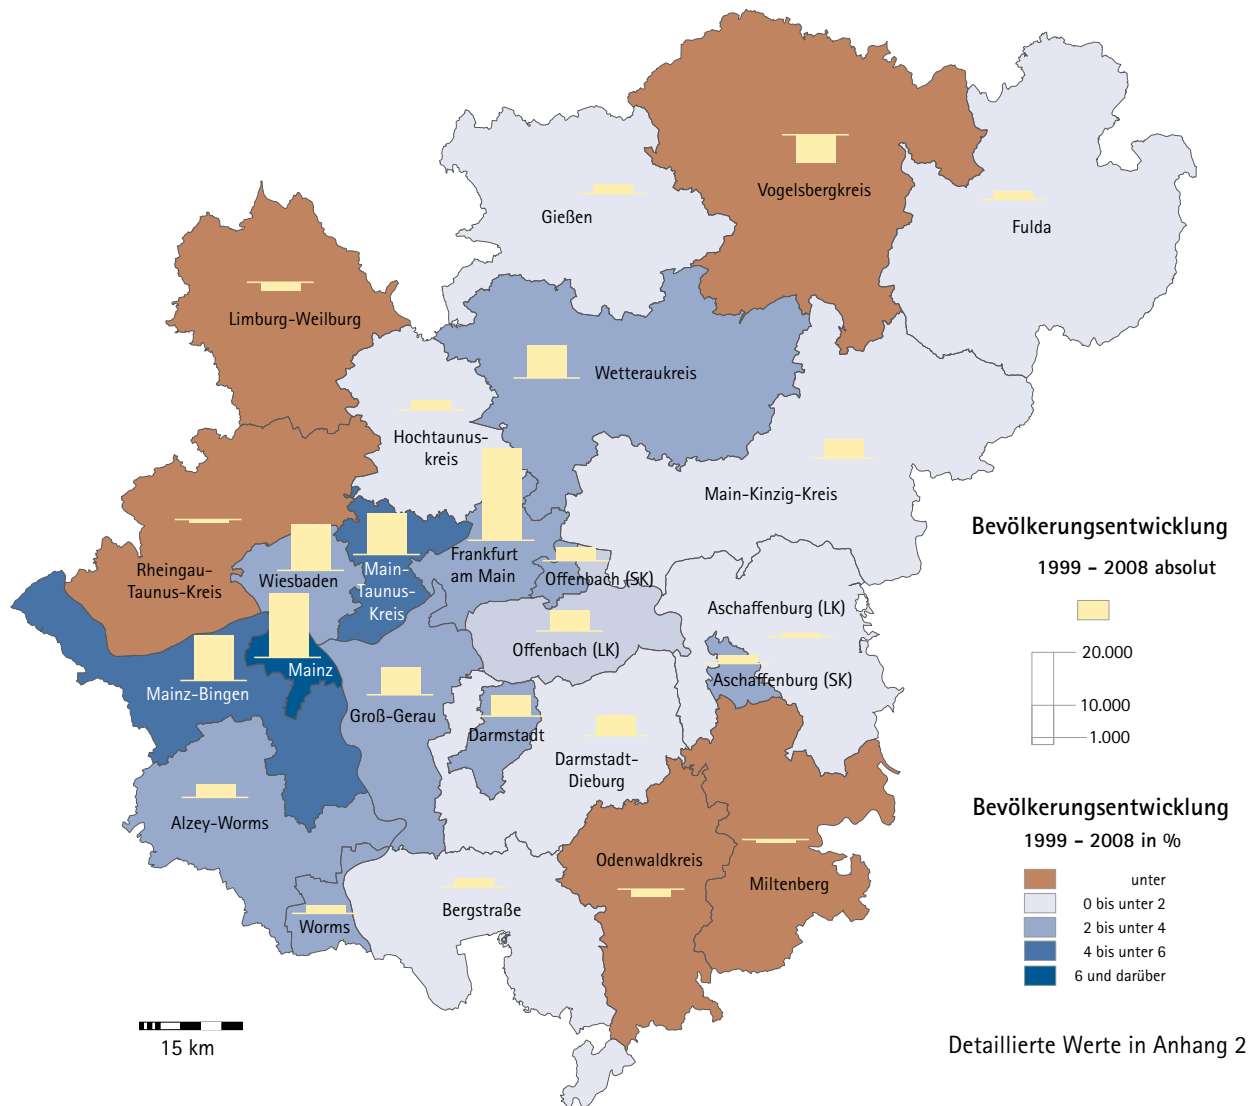 Vogelsbergkreis
Gießen
Fulda
Limburg-Weilburg
Wetteraukreis
Hochtaunus-
kreis
Main-Kinzig-Kreis
Rheingau-
Taunus-Kreis
Wiesbaden
Main-
Taunus-
Kreis
Frankfurt
am Main
Offenbach (SK)
Offenbach (LK)
Aschaffenburg (LK)
Aschaffenburg (SK)
Mainz
Mainz-Bingen
Groß-Gerau
Darmstadt
Darmstadt-
Dieburg
Alzey-Worms
Worms
Bergstraße
Odenwaldkreis
Miltenberg
15 km
Bevölkerungsentwicklung
1999 - 2008 absolut
20.000
10.000
1.000
Bevölkerungsentwicklung
1999 - 2008 in %
unter
0 bis unter 2
2 bis unter 4
4 bis unter 6
6 und darüber
Detaillierte Werte in Anhang 2